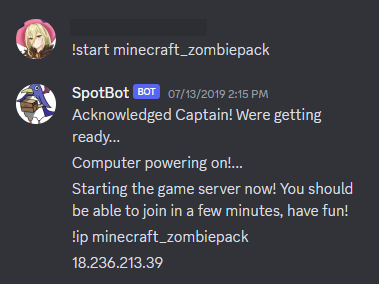 !start minecraft_zombiepack
SpotBot BOT 07/13/2019 2:15 PM
Acknowledged Captain! Were getting
ready...
Computer powering on!...
Starting the game server now! You should
be able to join in a few minutes, have fun!
!ip minecraft_zombiepack
18.236.213.39